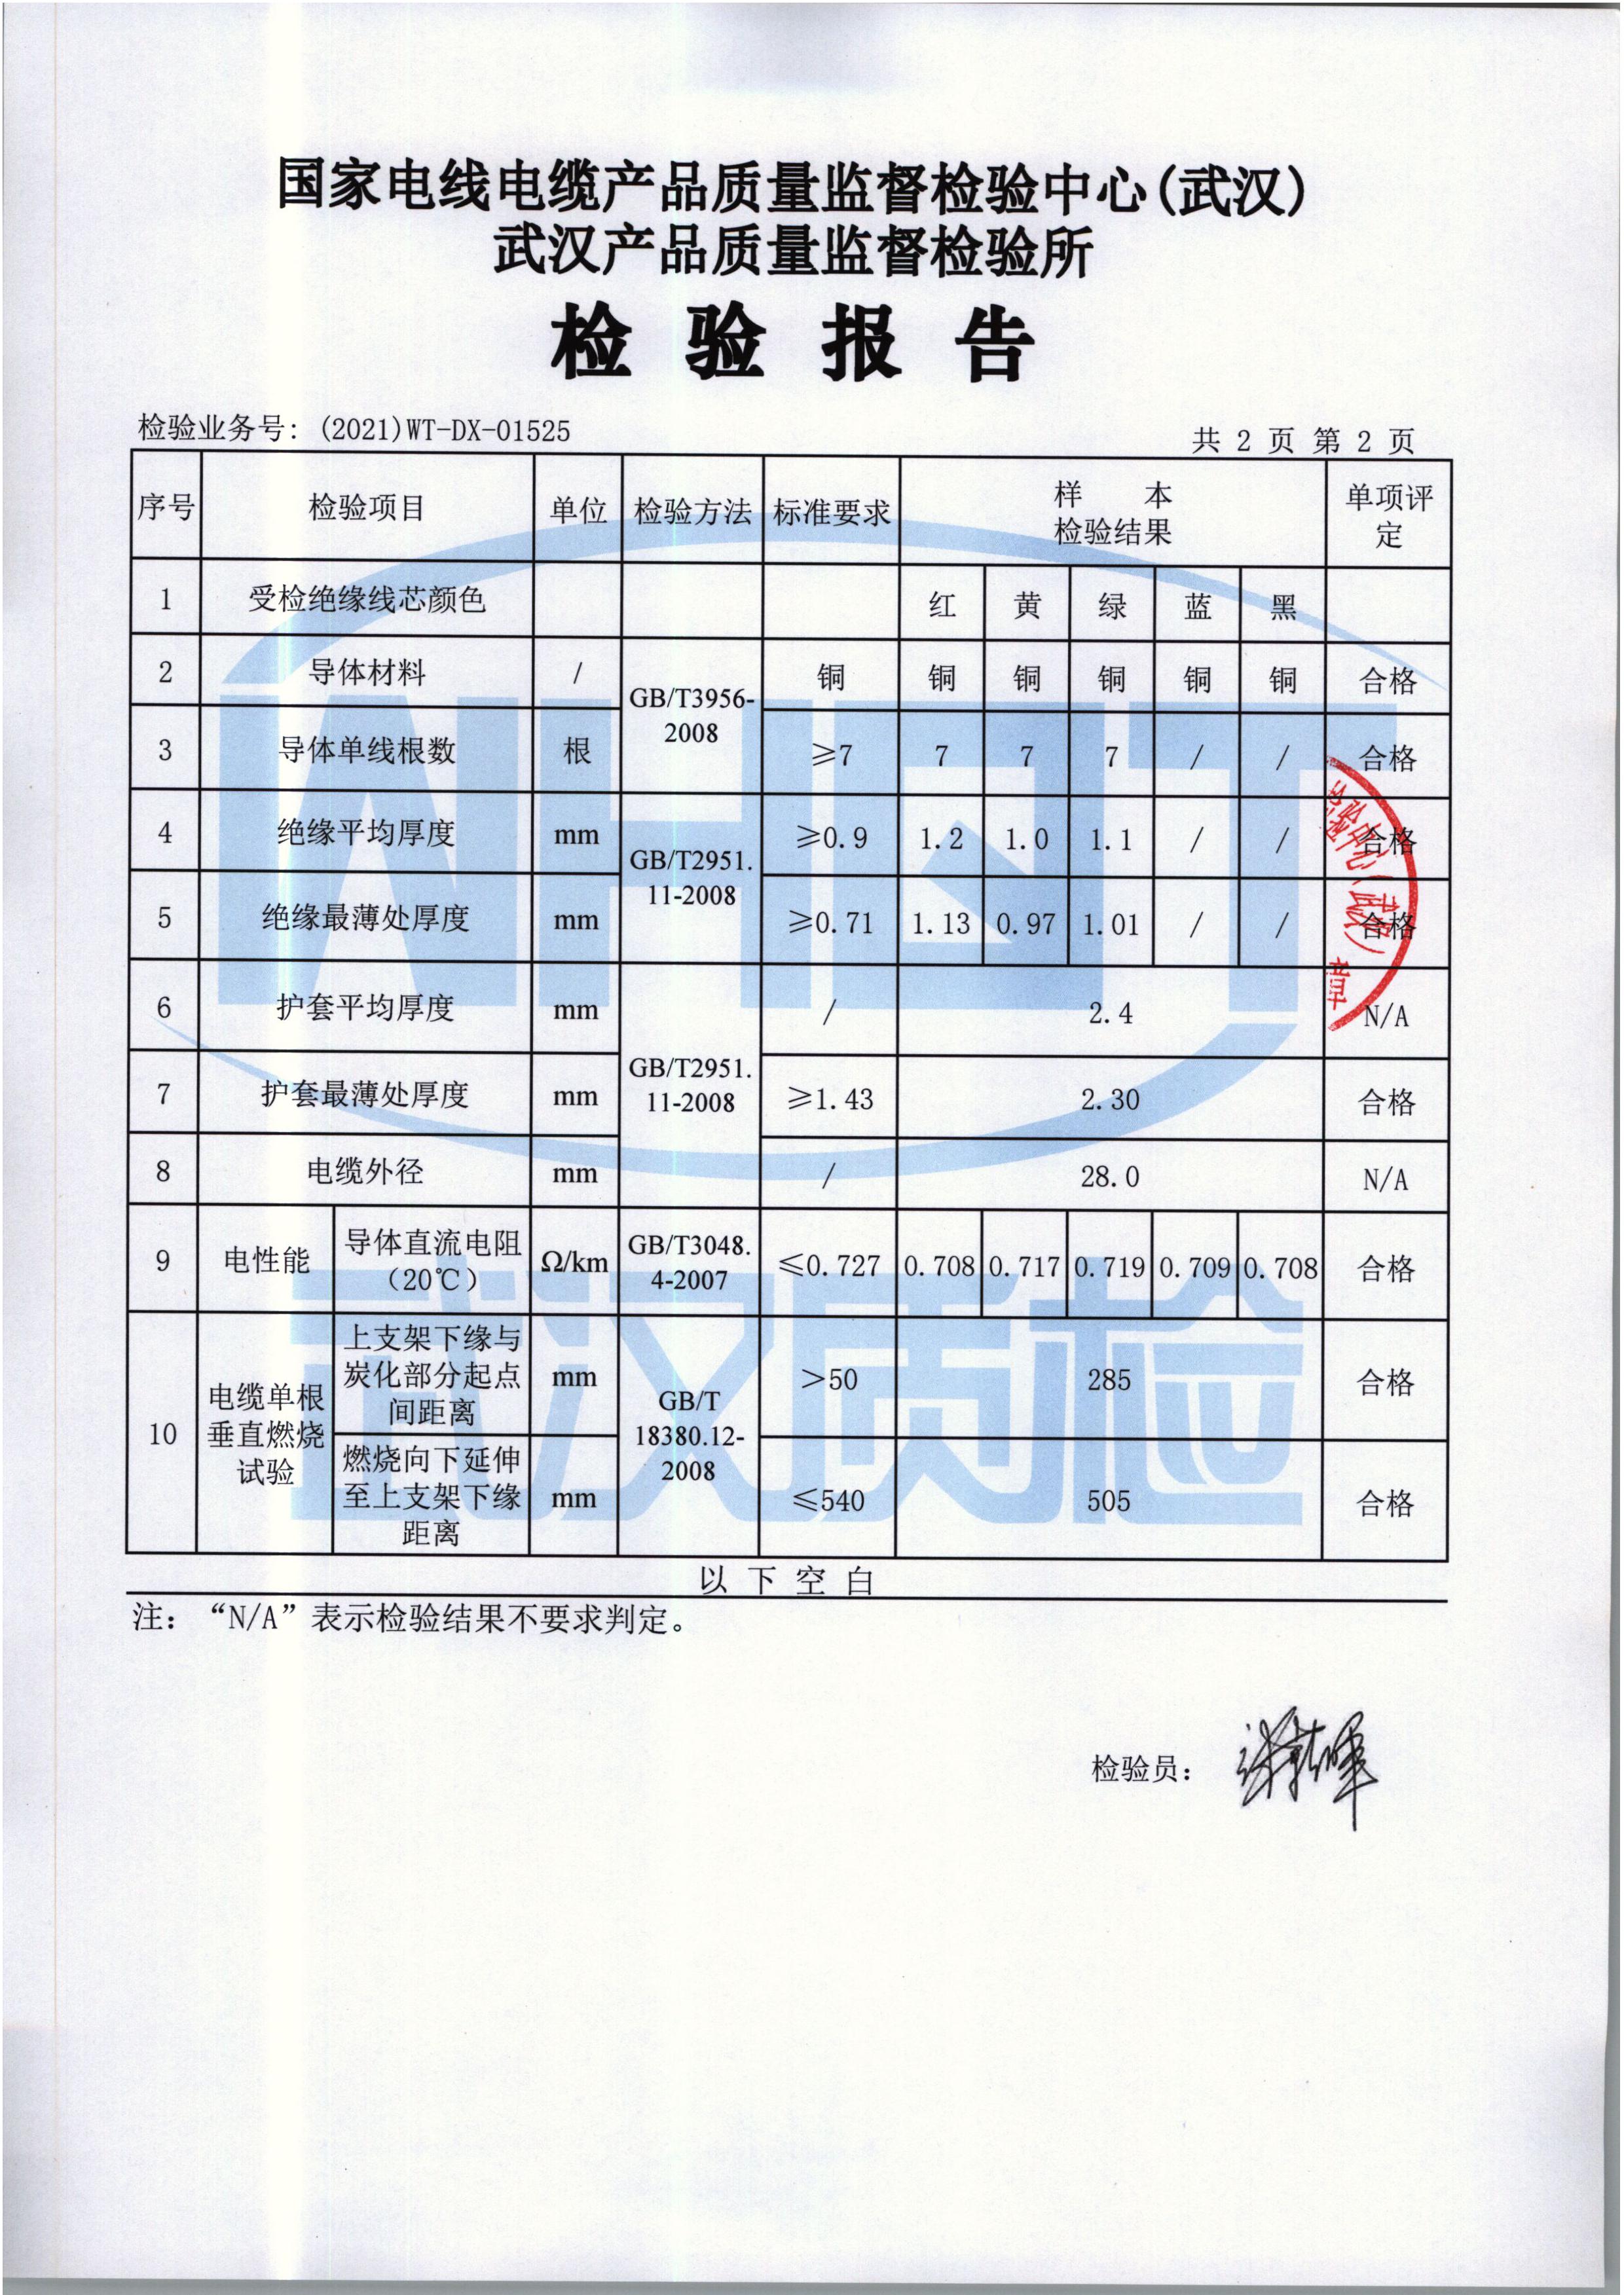 国家电线电缆产品质量监督检验中心(武汉)
武汉产品质量监督检验所
检 验 报 告
检验业务号: (2021)WT-DX-01525
共 2 页 第 2 页
序号 检验项目 单位 检验方法 标准要求 样 本 检验结果 单项评定
1 受检绝缘线芯颜色 红 黄 绿 蓝 黑
2 导体材料 / GB/T3956-2008 铜 铜 铜 铜 铜 铜 合格
3 导体单线根数 根 ≥7 7 7 7 / / 合格
4 绝缘平均厚度 mm GB/T2951.11-2008 ≥0.9 1.2 1.0 1.1 / / 合格
5 绝缘最薄处厚度 mm ≥0.71 1.13 0.97 1.01 / / 合格
6 护套平均厚度 mm / 2.4 N/A
7 护套最薄处厚度 mm GB/T2951.11-2008 ≥1.43 2.30 合格
8 电缆外径 mm / 28.0 N/A
9 电性能 导体直流电阻（20℃） Ω/km GB/T3048.4-2007 ≤0.727 0.708 0.717 0.719 0.709 0.708 合格
10 电缆单根垂直燃烧试验 上支架下缘与炭化部分起点间距离 mm GB/T 18380.12-2008 >50 285 合格
燃烧向下延伸至上支架下缘距离 mm ≤540 505 合格
以 下 空 白
注: “N/A”表示检验结果不要求判定。
检验员:
WHQT
武汉质检
验中心(武汉)